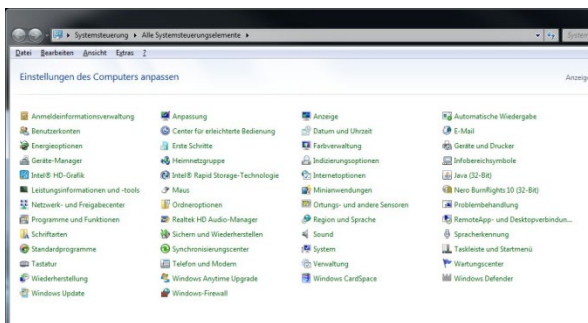 Systemsteuerung ▸ Alle Systemsteuerungselemente ▸
Datei Bearbeiten Ansicht Extras ?
Einstellungen des Computers anpassen
Anmeldeinformationsverwaltung Anpassung Anzeige Automatische Wiedergabe
Benutzerkonten Center für erleichterte Bedienung Datum und Uhrzeit E-Mail
Energieoptionen Erste Schritte Farbverwaltung Geräte und Drucker
Geräte-Manager Heimnetzgruppe Indizierungsoptionen Infobereichsymbole
Intel® HD-Grafik Intel® Rapid Storage-Technologie Internetoptionen Java (32-Bit)
Leistungsinformationen und -tools Maus Minianwendungen Nero BurnRights 10 (32-Bit)
Netzwerk- und Freigabecenter Ordneroptionen Ortungs- und andere Sensoren Problembehandlung
Programme und Funktionen Realtek HD Audio-Manager Region und Sprache RemoteApp- und Desktopverbindun...
Schriftarten Sichern und Wiederherstellen Sound Spracherkennung
Standardprogramme Synchronisierungscenter System Taskleiste und Startmenü
Tastatur Telefon und Modem Verwaltung Wartungscenter
Wiederherstellung Windows Anytime Upgrade Windows CardSpace Windows Defender
Windows Update Windows-Firewall